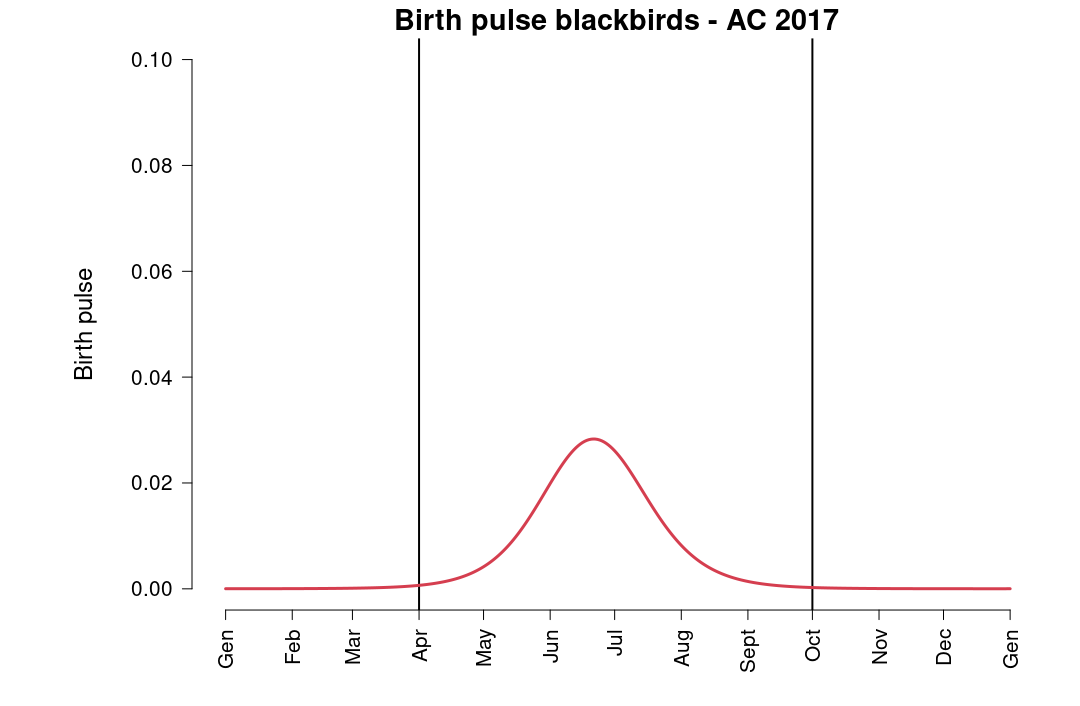 Birth pulse blackbirds - AC 2017
0.10
0.08
0.06
0.04
0.02
0.00
Birth pulse
Gen
Feb
Mar
Apr
May
Jun
Jul
Aug
Sept
Oct
Nov
Dec
Gen